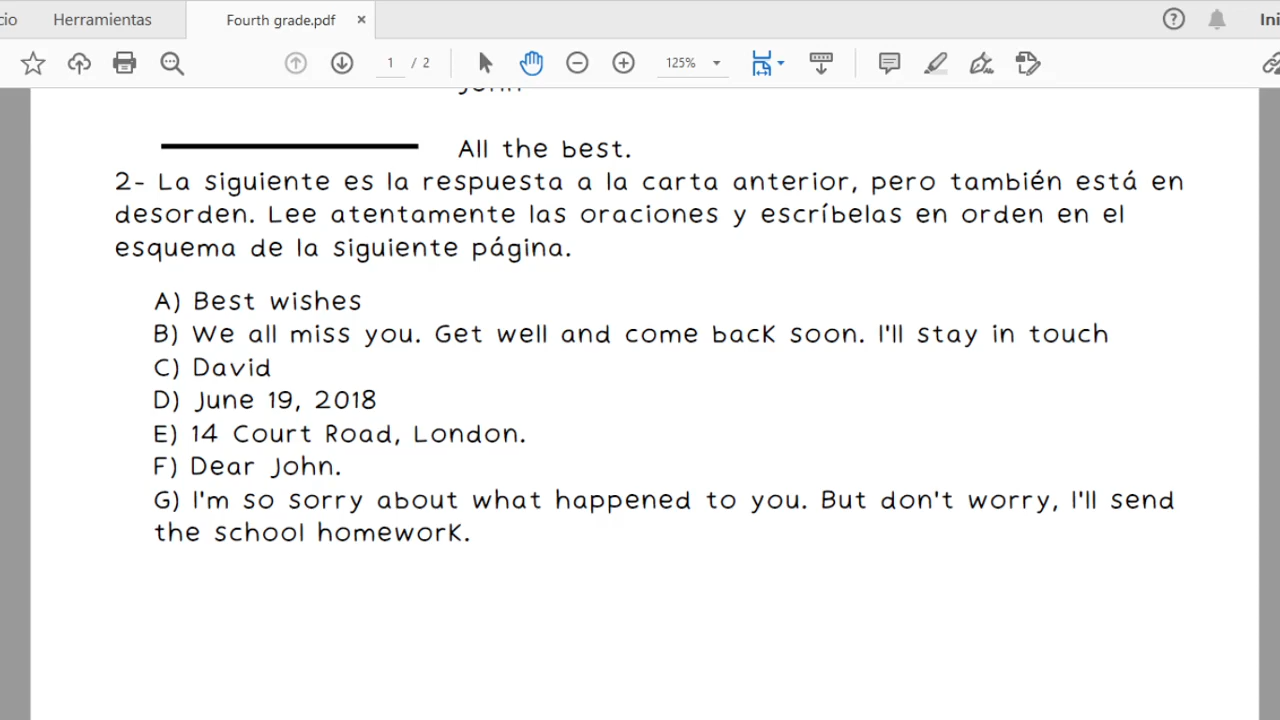 cio Herramientas Fourth grade.pdf × Ini
1 / 2 125%
John
All the best.
2- La siguiente es la respuesta a la carta anterior, pero también está en
desorden. Lee atentamente las oraciones y escríbelas en orden en el
esquema de la siguiente página.
A) Best wishes
B) We all miss you. Get well and come back soon. I'll stay in touch
C) David
D) June 19, 2018
E) 14 Court Road, London.
F) Dear John.
G) I'm so sorry about what happened to you. But don't worry, I'll send
the school homework.